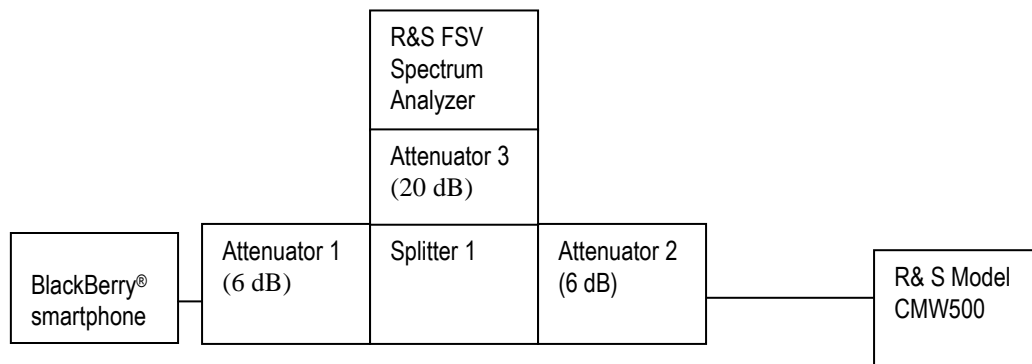 R&S FSV
Spectrum
Analyzer
Attenuator 3
(20 dB)
BlackBerry®
smartphone
Attenuator 1
(6 dB)
Splitter 1
Attenuator 2
(6 dB)
R& S Model
CMW500